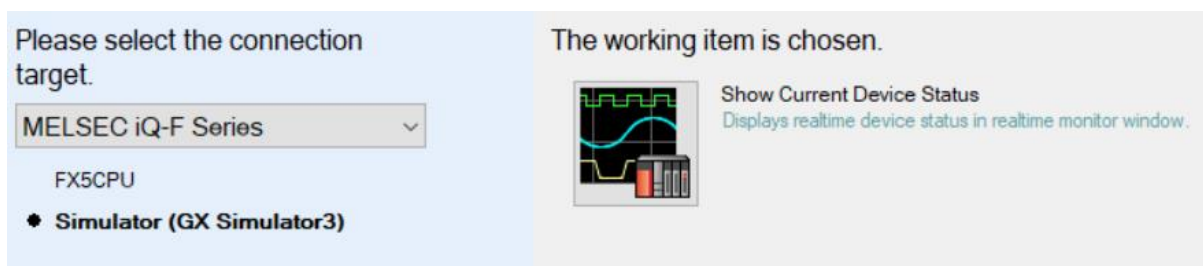 Please select the connection
target.
MELSEC iQ-F Series
FX5CPU
Simulator (GX Simulator3)
The working item is chosen.
Show Current Device Status
Displays realtime device status in realtime monitor window.